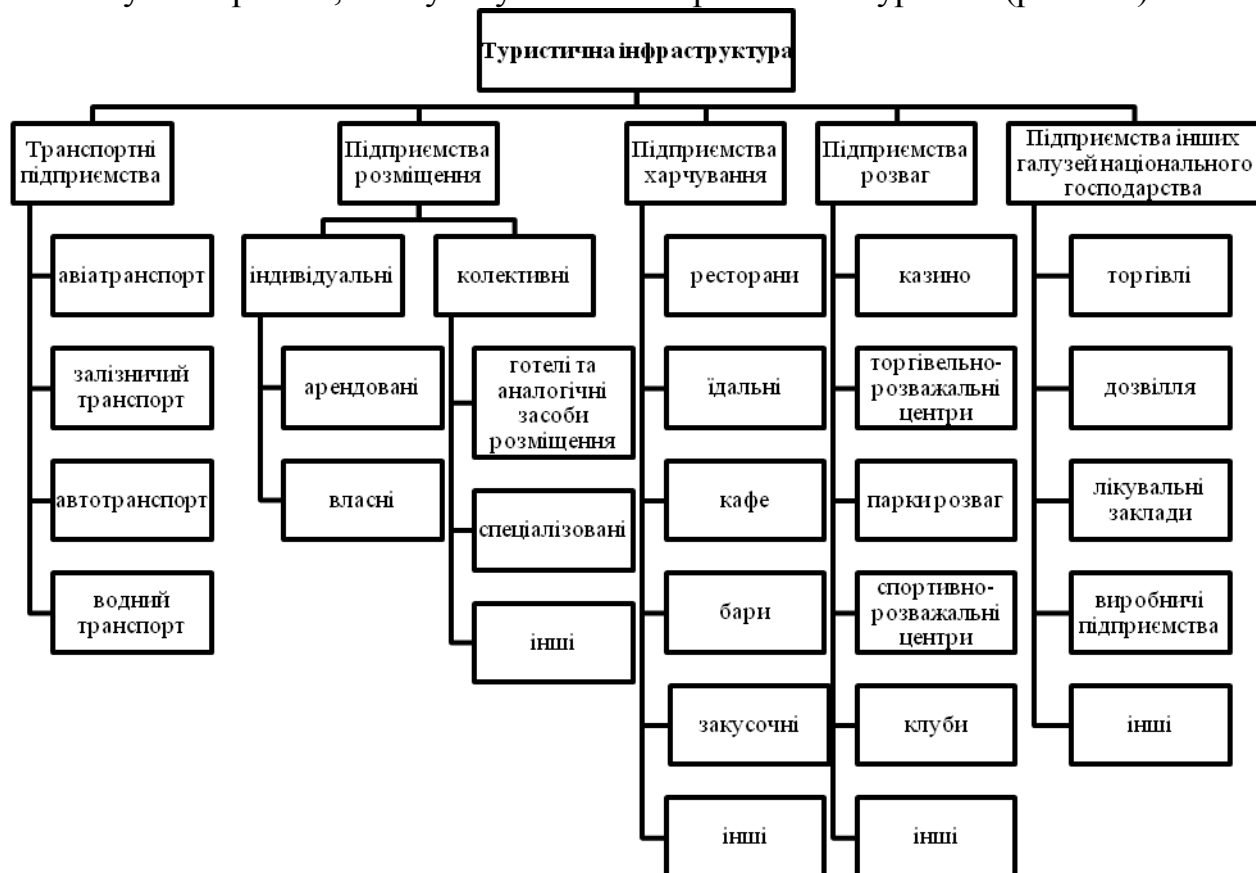 Туристична інфраструктура
Транспортні
підприємства
авіатранспорт
залізничий
транспорт
автотранспорт
водний
транспорт
Підприємства
розміщення
індивідуальні
арендовані
власні
колективні
готелі та
аналогічні
засоби
розміщення
спеціалізовані
інші
Підприємства
харчування
ресторани
їдальні
кафе
бари
закусочні
інші
Підприємства
розваг
казино
торгівельно-
розважальні
центри
парки розваг
спортивно-
розважальні
центри
клуби
інші
Підприємства інших
галузей національного
господарства
торгівлі
дозвілля
лікувальні
заклади
виробничі
підприємства
інші